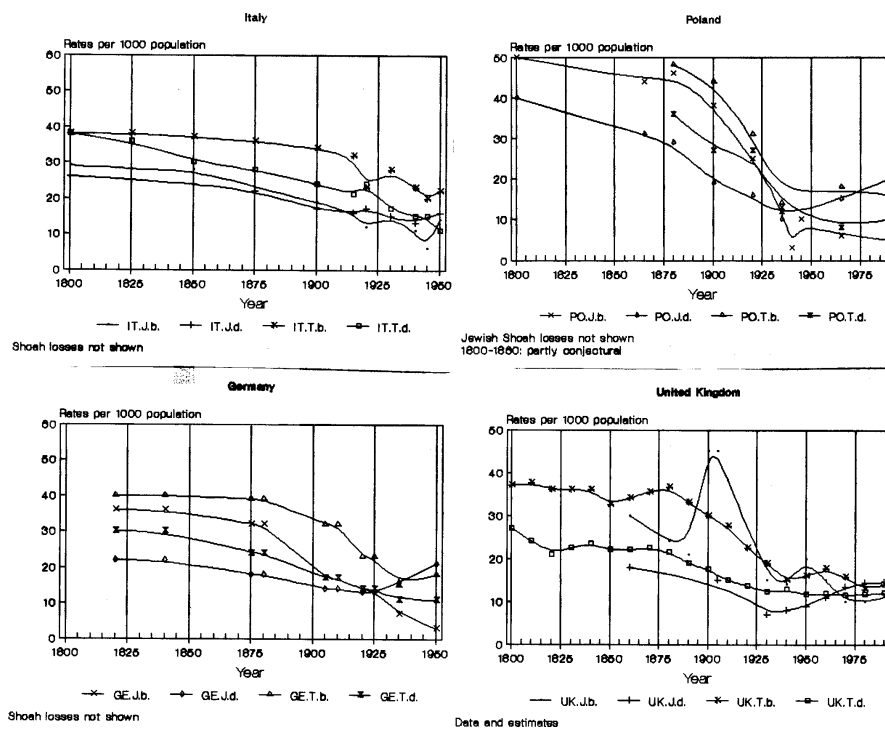 Italy
Rates per 1000 population
60
50
40
30
20
10
0
1800 1825 1850 1875 1900 1925 1950
Year
IT.J.b. IT.J.d. IT.T.b. IT.T.d.
Shoah losses not shown
Poland
Rates per 1000 population
50
40
30
20
10
0
1800 1825 1850 1875 1900 1925 1950 1975
Year
PO.J.b. PO.J.d. PO.T.b. PO.T.d.
Jewish Shoah losses not shown
1800-1880: partly conjectural
Germany
Rates per 1000 population
60
50
40
30
20
10
0
1800 1825 1850 1875 1900 1925 1950
Year
GE.J.b. GE.J.d. GE.T.b. GE.T.d.
Shoah losses not shown
United Kingdom
Rates per 1000 population
50
40
30
20
10
0
1800 1825 1850 1875 1900 1925 1950 1975
Year
UK.J.b. UK.J.d. UK.T.b. UK.T.d.
Data and estimates